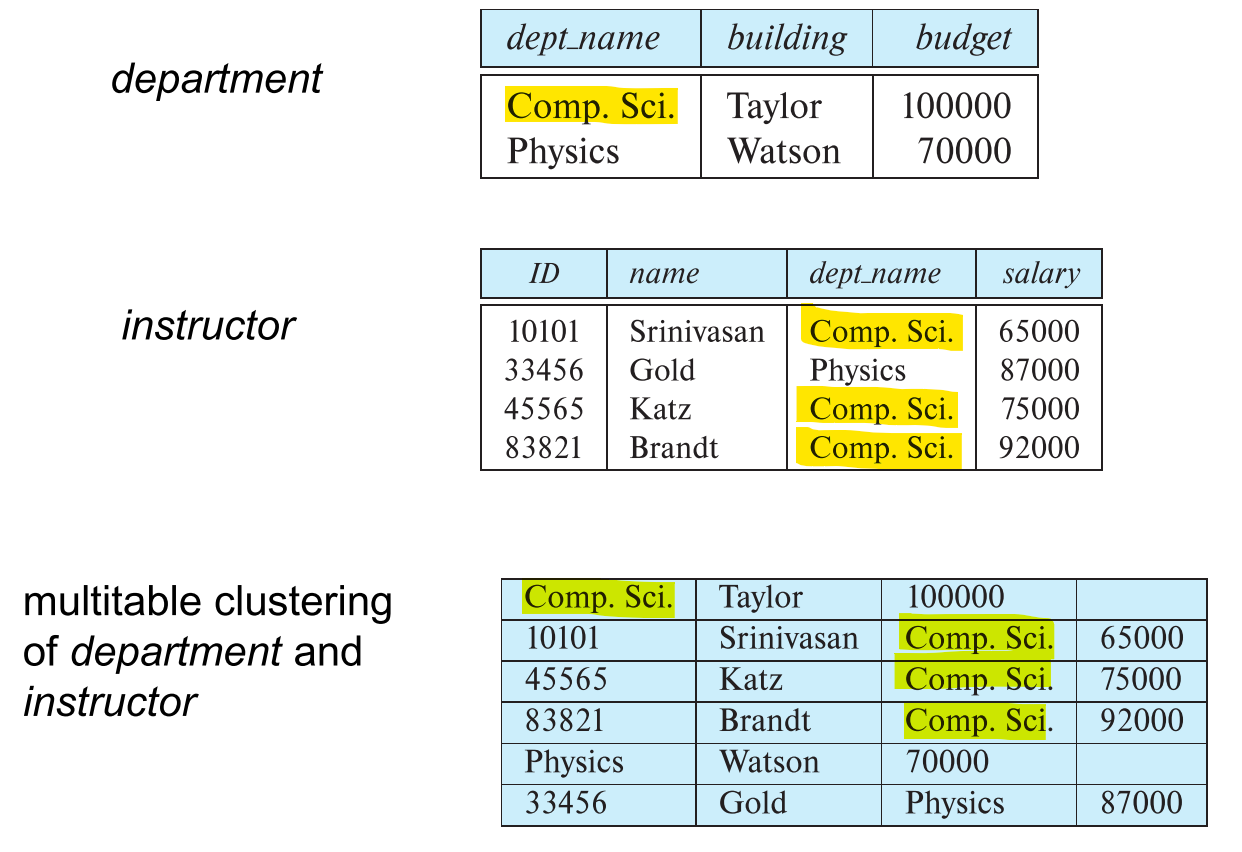 department
dept_name building budget
Comp. Sci. Taylor 100000
Physics Watson 70000
instructor
ID name dept_name salary
10101 Srinivasan Comp. Sci. 65000
33456 Gold Physics 87000
45565 Katz Comp. Sci. 75000
83821 Brandt Comp. Sci. 92000
multitable clustering
of department and
instructor
Comp. Sci. Taylor 100000
10101 Srinivasan Comp. Sci. 65000
45565 Katz Comp. Sci. 75000
83821 Brandt Comp. Sci. 92000
Physics Watson 70000
33456 Gold Physics 87000